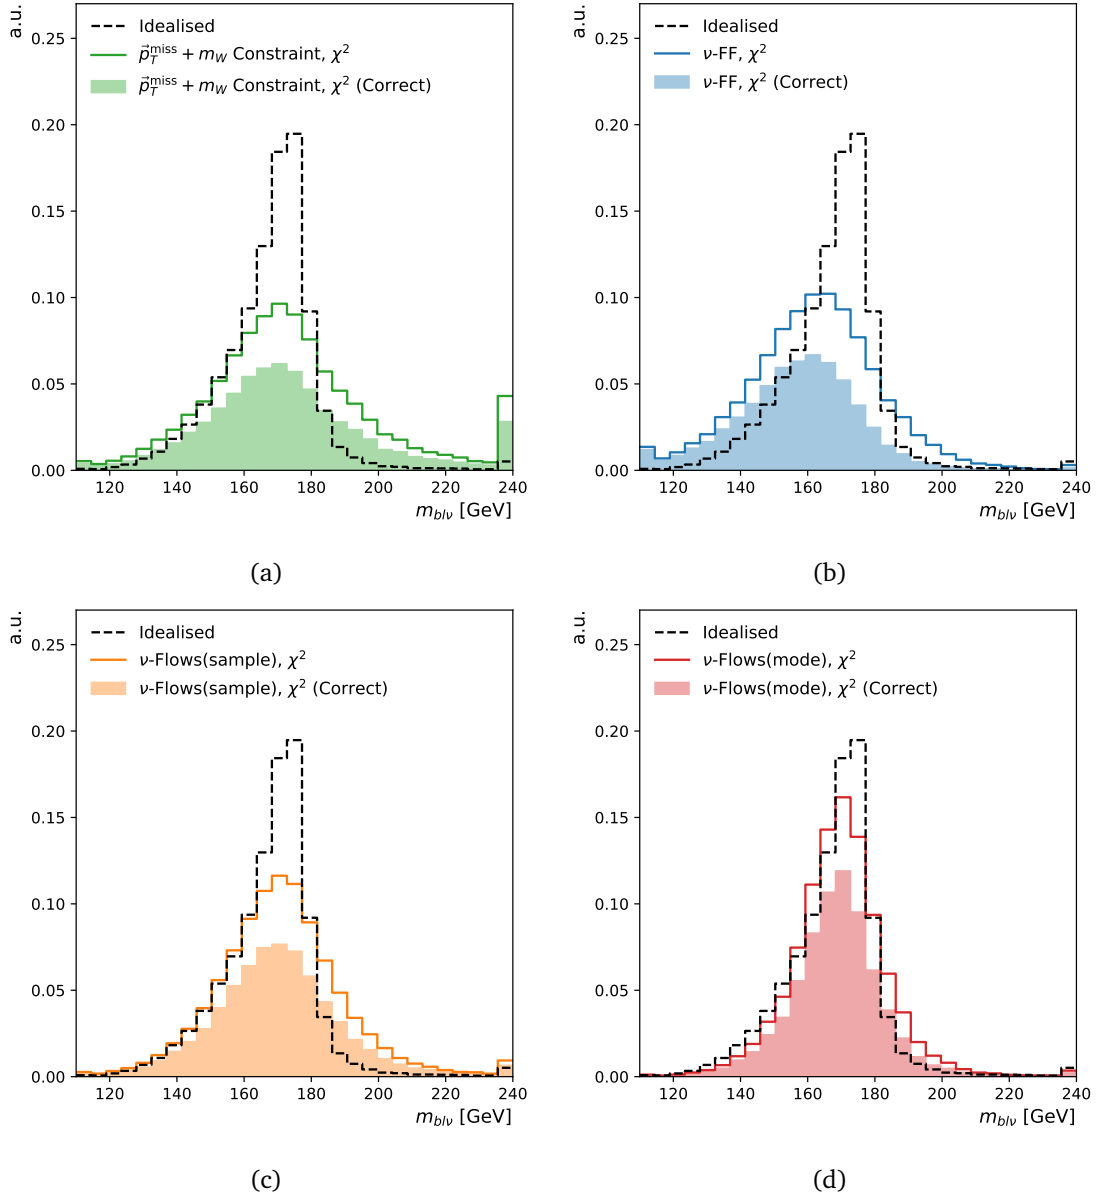 a.u.
0.25
0.20
0.15
0.10
0.05
0.00
Idealised
p⃗_T^miss + m_W Constraint, χ²
p⃗_T^miss + m_W Constraint, χ² (Correct)
120 140 160 180 200 220 240
m_blν [GeV]
(a)
a.u.
0.25
0.20
0.15
0.10
0.05
0.00
Idealised
ν-FF, χ²
ν-FF, χ² (Correct)
120 140 160 180 200 220 240
m_blν [GeV]
(b)
a.u.
0.25
0.20
0.15
0.10
0.05
0.00
Idealised
ν-Flows(sample), χ²
ν-Flows(sample), χ² (Correct)
120 140 160 180 200 220 240
m_blν [GeV]
(c)
a.u.
0.25
0.20
0.15
0.10
0.05
0.00
Idealised
ν-Flows(mode), χ²
ν-Flows(mode), χ² (Correct)
120 140 160 180 200 220 240
m_blν [GeV]
(d)